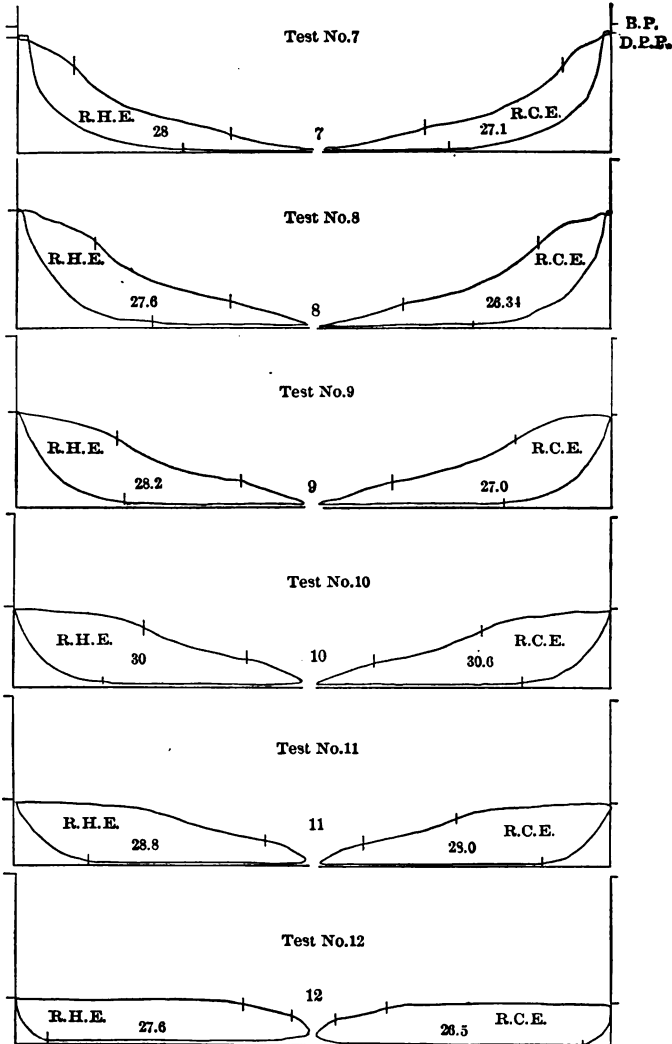 Test No.7
B.P.
D.P.P.
R.H.E.
28
7
27.1
R.C.E.
Test No.8
R.H.E.
27.6
8
26.34
R.C.E.
Test No.9
R.H.E.
28.2
9
27.0
R.C.E.
Test No.10
R.H.E.
30
10
30.6
R.C.E.
Test No.11
R.H.E.
28.8
11
28.0
R.C.E.
Test No.12
R.H.E.
27.6
12
26.5
R.C.E.